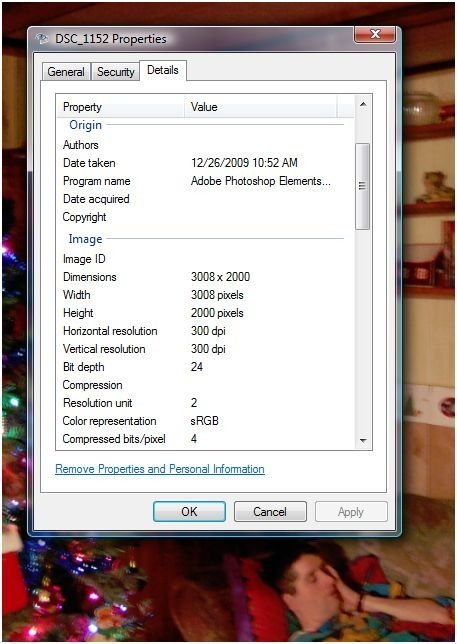 DSC_1152 Properties
General Security Details
Property Value
Origin
Authors
Date taken 12/26/2009 10:52 AM
Program name Adobe Photoshop Elements...
Date acquired
Copyright
Image
Image ID
Dimensions 3008 x 2000
Width 3008 pixels
Height 2000 pixels
Horizontal resolution 300 dpi
Vertical resolution 300 dpi
Bit depth 24
Compression
Resolution unit 2
Color representation sRGB
Compressed bits/pixel 4
Remove Properties and Personal Information
OK Cancel Apply